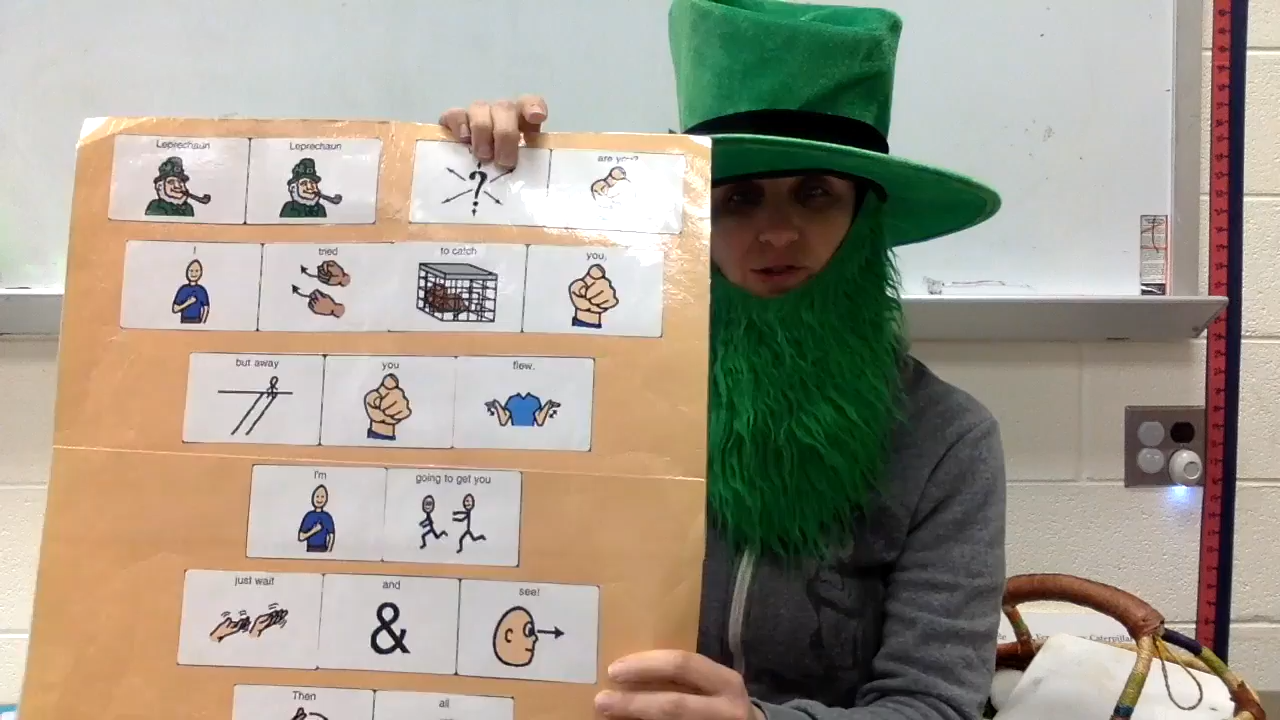 Leprechaun Leprechaun ? are you?
I tried to catch you,
but away you flew.
I'm going to get you
just wait and see!
&
Then all
Caterpillar